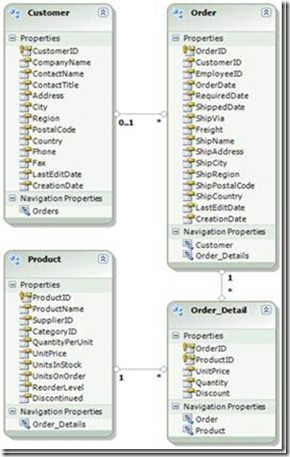 Customer
Properties
CustomerID
CompanyName
ContactName
ContactTitle
Address
City
Region
PostalCode
Country
Phone
Fax
LastEditDate
CreationDate
Navigation Properties
Orders
0..1
*
Order
Properties
OrderID
CustomerID
EmployeeID
OrderDate
RequiredDate
ShippedDate
ShipVia
Freight
ShipName
ShipAddress
ShipCity
ShipRegion
ShipPostalCode
ShipCountry
LastEditDate
CreationDate
Navigation Properties
Customer
Order_Details
1
*
Product
Properties
ProductID
ProductName
SupplierID
CategoryID
QuantityPerUnit
UnitPrice
UnitsInStock
UnitsOnOrder
ReorderLevel
Discontinued
Navigation Properties
Order_Details
1
*
Order_Detail
Properties
OrderID
ProductID
UnitPrice
Quantity
Discount
Navigation Properties
Order
Product